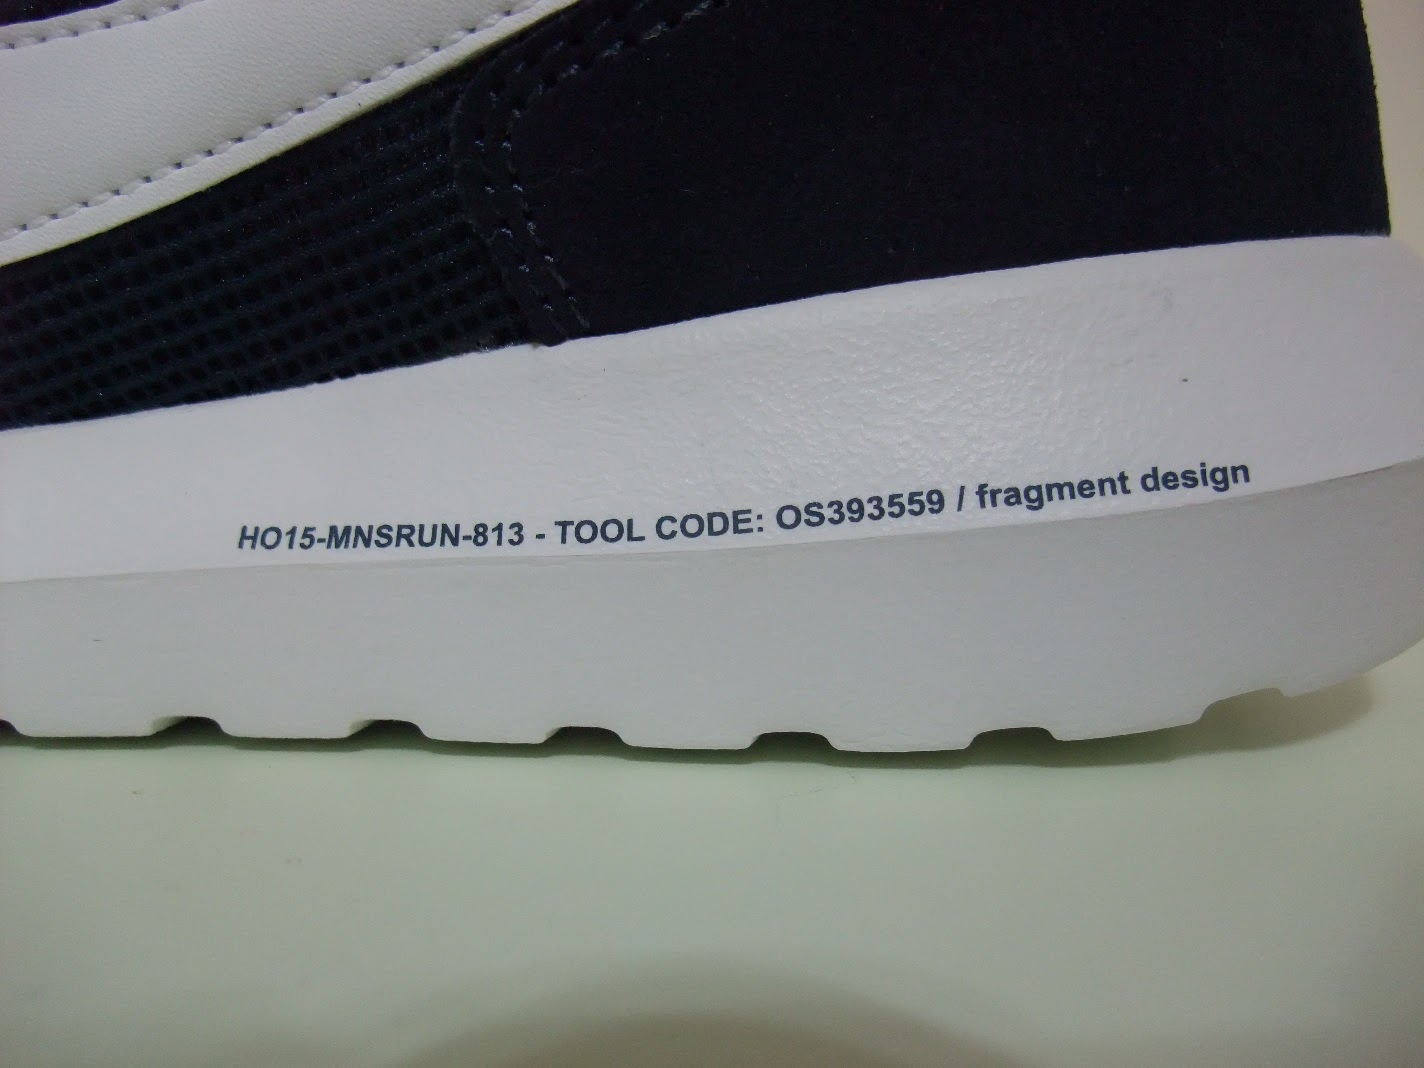 HO15-MNSRUN-813 - TOOL CODE: OS393559 / fragment design